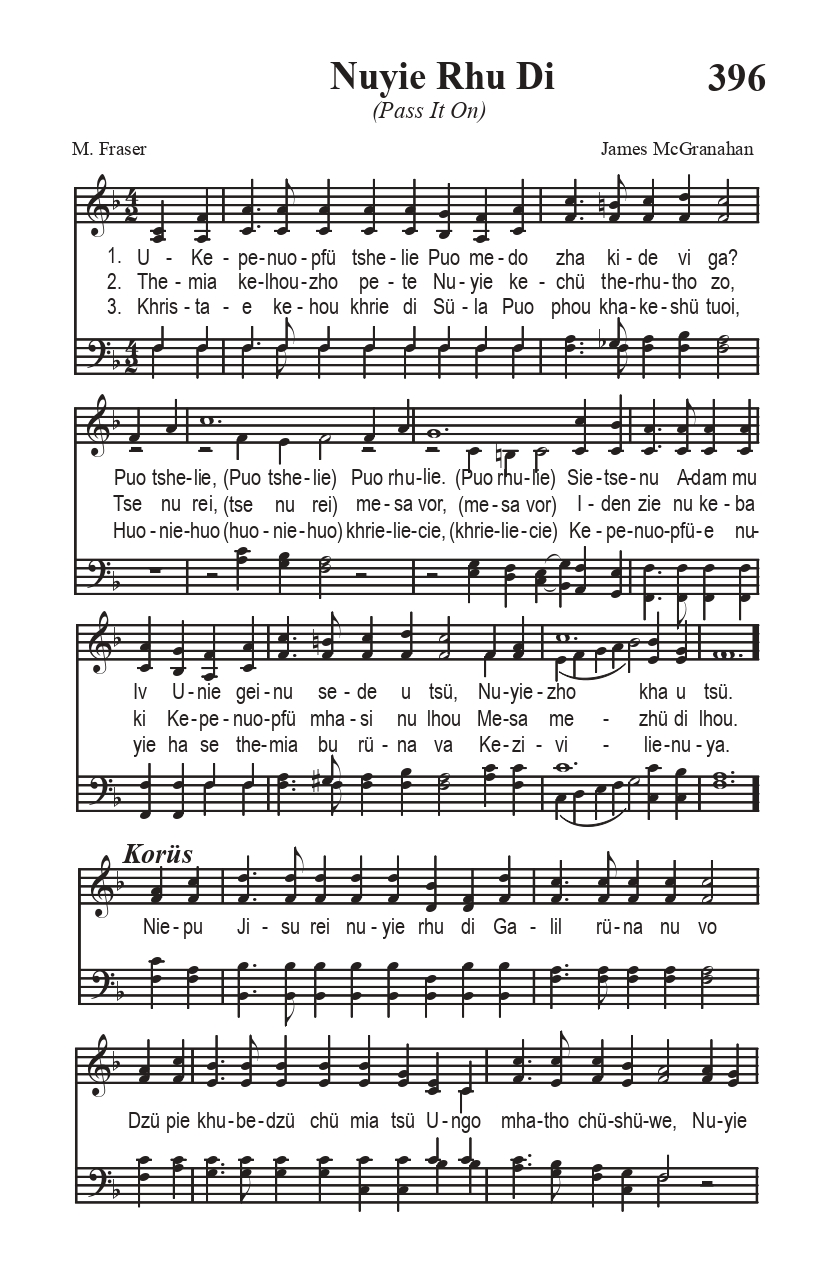 Nuyie Rhu Di 396
(Pass It On)
M. Fraser James McGranahan
1. U - Ke - pe-nuo-pfü tshe-lie Puo me-do zha ki-de vi ga?
2. The-mia ke-lhou-zho pe-te Nu-yie ke-chü the-rhu-tho zo,
3. Khris-ta-e ke-hou khrie di Sü-la Puo phou kha-ke-shü tuoi,
Puo tshe-lie, (Puo tshe-lie) Puo rhu-lie. (Puo rhu-lie) Sie-tse-nu A-dam mu
Tse nu rei, (tse nu rei) me-sa vor, (me-sa vor) I-den zie nu ke-ba
Huo-nie-huo (huo-nie-huo) khrie-lie-cie, (khrie-lie-cie) Ke-pe-nuo-pfü-e nu-
Iv U-nie gei-nu se-de u tsü, Nu-yie-zho kha u tsü.
ki Ke-pe-nuo-pfü mha-si nu lhou Me-sa me - zhü di lhou.
yie ha se the-mia bu rü-na va Ke-zi-vi - lie-nu-ya.
Korüs
Nie-pu Ji-su rei nu-yie rhu di Ga-lil rü-na nu vo
Dzü pie khu-be-dzü chü mia tsü U-ngo mha-tho chü-shü-we, Nu-yie